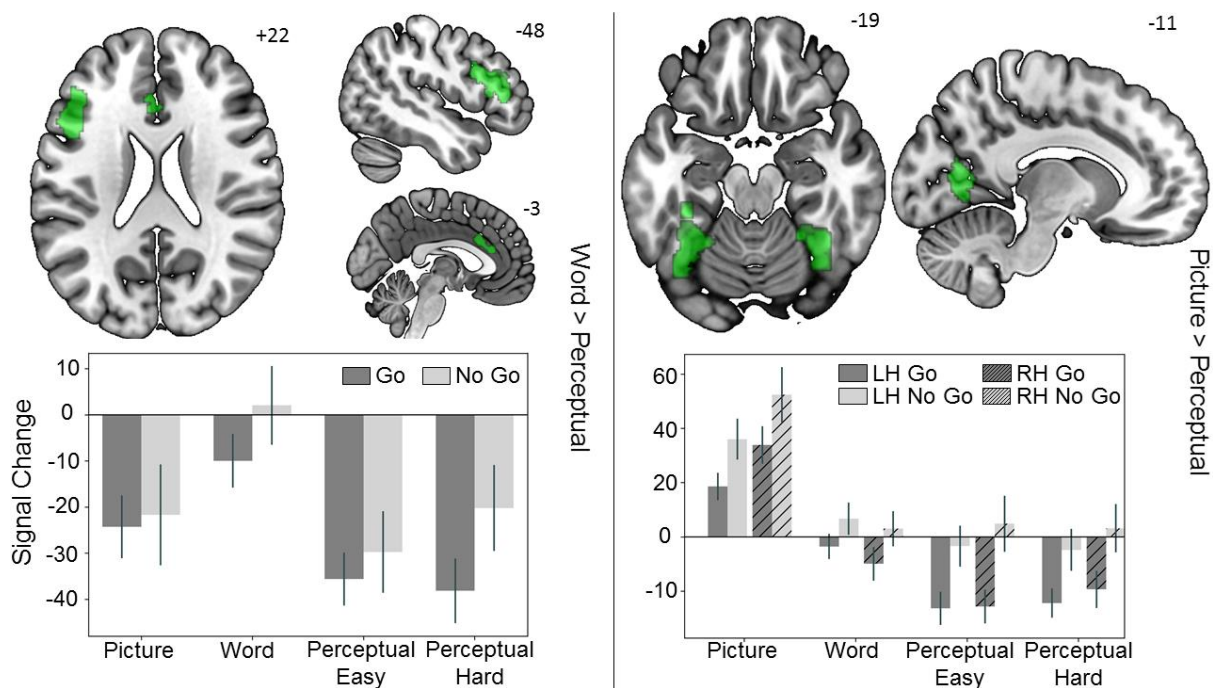 +22
-48
-3
Word > Perceptual
10
0
-10
-20
-30
-40
Signal Change
Go
No Go
Picture
Word
Perceptual
Easy
Perceptual
Hard
-19
-11
Picture > Perceptual
60
40
20
0
-10
LH Go
RH Go
LH No Go
RH No Go
Picture
Word
Perceptual
Easy
Perceptual
Hard